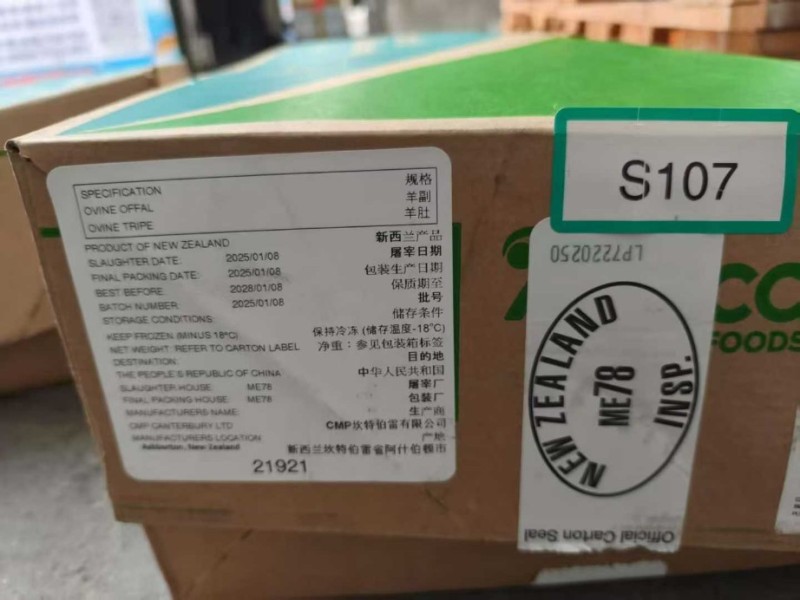 SPECIFICATION 规格
OVINE OFFAL 羊副
OVINE TRIPE 羊肚
PRODUCT OF NEW ZEALAND 新西兰产品
SLAUGHTER DATE: 2025/01/08 屠宰日期
FINAL PACKING DATE: 2025/01/08 包装生产日期
BEST BEFORE: 2028/01/08 保质期至
BATCH NUMBER: 2025/01/08 批号
STORAGE CONDITIONS: 储存条件
KEEP FROZEN (MINUS 18°C) 保持冷冻 (储存温度-18°C)
NET WEIGHT: REFER TO CARTON LABEL 净重：参见包装箱标签
DESTINATION: 目的地
THE PEOPLE'S REPUBLIC OF CHINA 中华人民共和国
SLAUGHTER HOUSE: ME78 屠宰厂
FINAL PACKING HOUSE: ME78 包装厂
MANUFACTURERS NAME: 生产商
CMP CANTERBURY LTD CMP坎特伯雷有限公司
MANUFACTURERS LOCATION 产地
Ashburton, New Zealand 新西兰坎特伯雷省阿什伯顿市
21921
S107
LP7220250
NEW ZEALAND
ME78
INSP.
Official Carton Seal
CO
FOODS